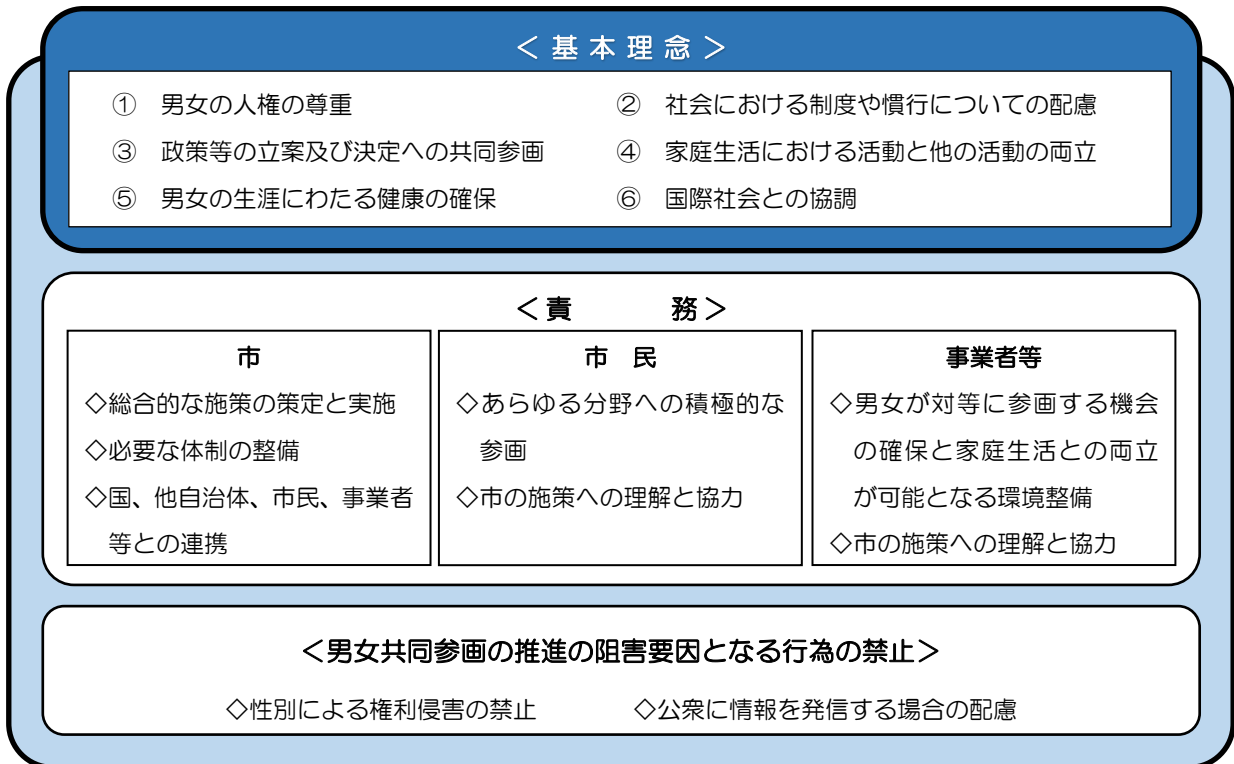 ＜基本理念＞
① 男女の人権の尊重
② 社会における制度や慣行についての配慮
③ 政策等の立案及び決定への共同参画
④ 家庭生活における活動と他の活動の両立
⑤ 男女の生涯にわたる健康の確保
⑥ 国際社会との協調
＜責 務＞
市
◇総合的な施策の策定と実施
◇必要な体制の整備
◇国、他自治体、市民、事業者
等との連携
市 民
◇あらゆる分野への積極的な
参画
◇市の施策への理解と協力
事業者等
◇男女が対等に参画する機会
の確保と家庭生活との両立
が可能となる環境整備
◇市の施策への理解と協力
＜男女共同参画の推進の阻害要因となる行為の禁止＞
◇性別による権利侵害の禁止 ◇公衆に情報を発信する場合の配慮